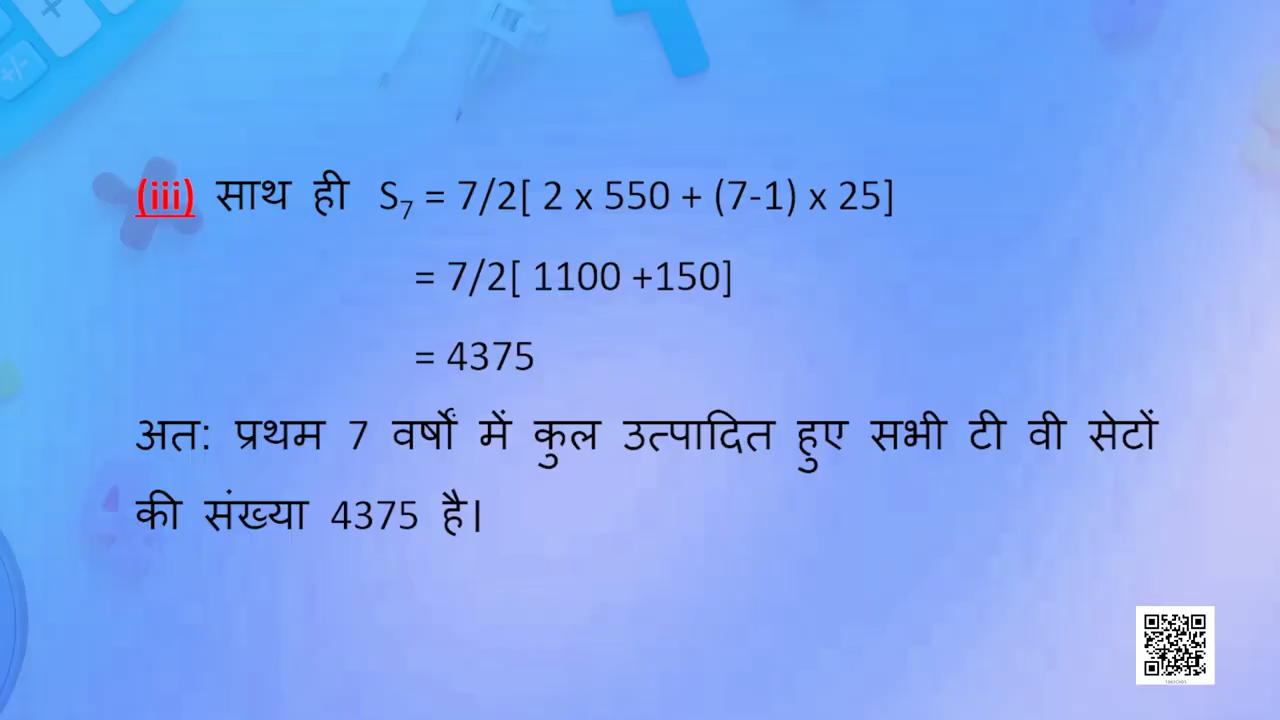 (iii) साथ ही S₇ = 7/2[ 2 x 550 + (7-1) x 25]
= 7/2[ 1100 +150]
= 4375
अत: प्रथम 7 वर्षों में कुल उत्पादित हुए सभी टी वी सेटों
की संख्या 4375 है।